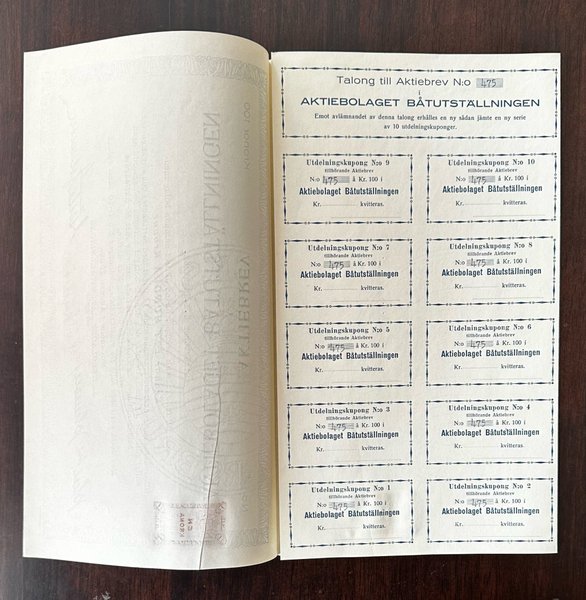 Talong till Aktiebrev N:o 475
i
AKTIEBOLAGET BÅTUTSTÄLLNINGEN
Emot avlämnandet av denna talong erhålles en ny sådan jämte en ny serie
av 10 utdelningskuponger.
Utdelningskupong N:o 9
tillhörande Aktiebrev
N:o 475 à Kr. 100 i
Aktiebolaget Båtutställningen
Kr. kvitteras.
Utdelningskupong N:o 10
tillhörande Aktiebrev
N:o 475 à Kr. 100 i
Aktiebolaget Båtutställningen
Kr. kvitteras.
Utdelningskupong N:o 7
tillhörande Aktiebrev
N:o 475 à Kr. 100 i
Aktiebolaget Båtutställningen
Kr. kvitteras.
Utdelningskupong N:o 8
tillhörande Aktiebrev
N:o 475 à Kr. 100 i
Aktiebolaget Båtutställningen
Kr. kvitteras.
Utdelningskupong N:o 5
tillhörande Aktiebrev
N:o 475 à Kr. 100 i
Aktiebolaget Båtutställningen
Kr. kvitteras.
Utdelningskupong N:o 6
tillhörande Aktiebrev
N:o 475 à Kr. 100 i
Aktiebolaget Båtutställningen
Kr. kvitteras.
Utdelningskupong N:o 3
tillhörande Aktiebrev
N:o 475 à Kr. 100 i
Aktiebolaget Båtutställningen
Kr. kvitteras.
Utdelningskupong N:o 4
tillhörande Aktiebrev
N:o 475 à Kr. 100 i
Aktiebolaget Båtutställningen
Kr. kvitteras.
Utdelningskupong N:o 1
tillhörande Aktiebrev
N:o 475 à Kr. 100 i
Aktiebolaget Båtutställningen
Kr. kvitteras.
Utdelningskupong N:o 2
tillhörande Aktiebrev
N:o 475 à Kr. 100 i
Aktiebolaget Båtutställningen
Kr. kvitteras.